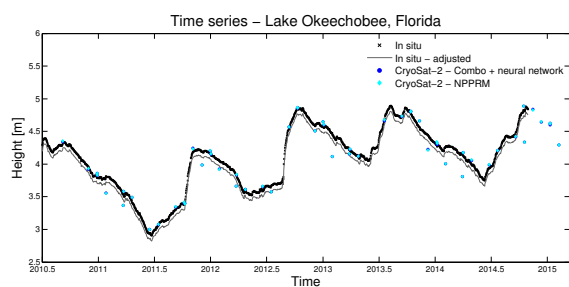 Time series – Lake Okeechobee, Florida
6
5.5
5
4.5
4
3.5
3
2.5
Height [m]
In situ
In situ – adjusted
CryoSat–2 – Combo + neural network
CryoSat–2 – NPPRM
2010.5 2011 2011.5 2012 2012.5 2013 2013.5 2014 2014.5 2015
Time